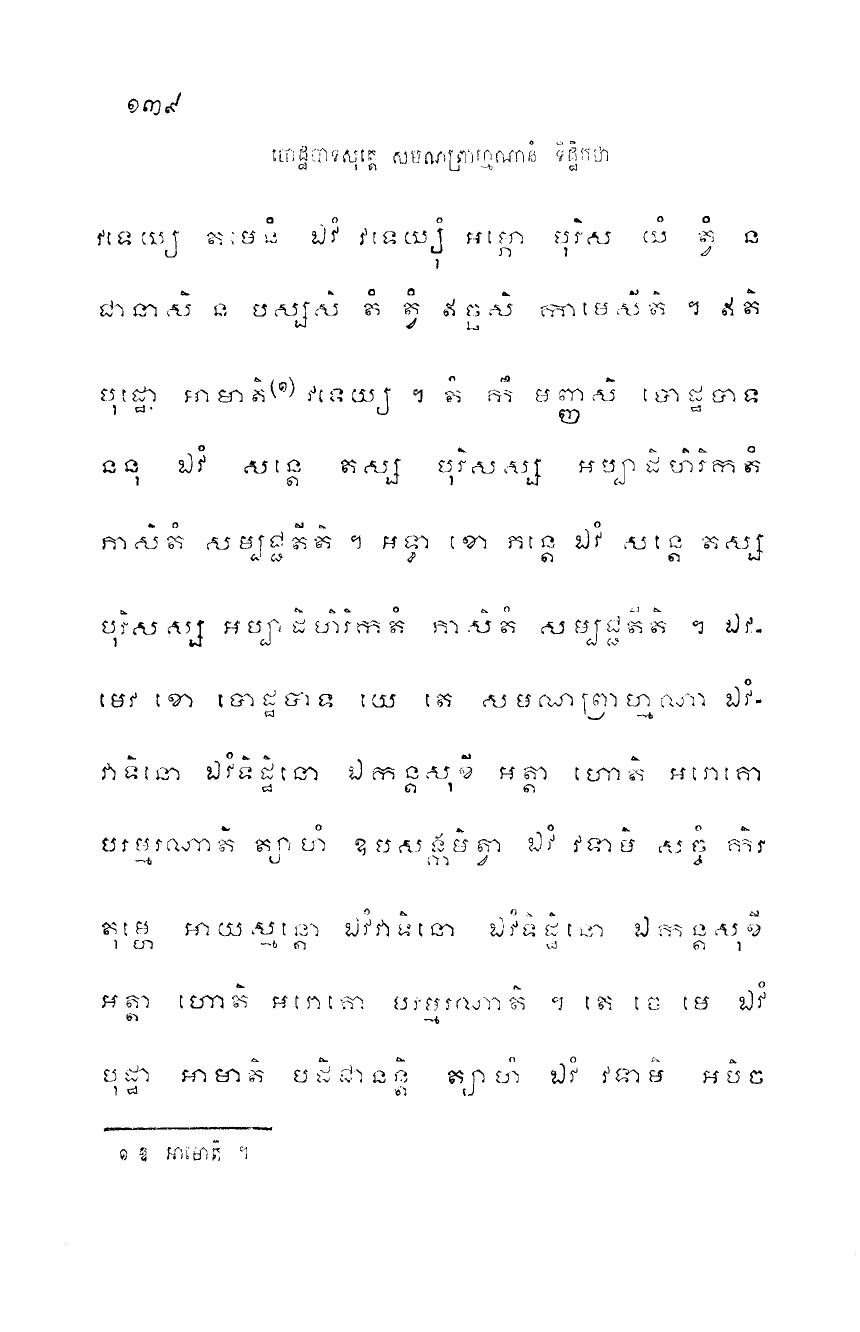 ១៣៩
បោដ្ឋបាទសុត្តេ សមណព្រាហ្មណានំ ទិដ្ឋិកថា
វទេយ្យ តមេនំ ឯវំ វទេយ្យុំ អម្ភោ បុរិស យំ ត្វំ ន
ជានាសិ ន បស្សសិ តំ ត្វំ ឥច្ឆសិ កាមេសីតិ ។ ឥតិ
បុដ្ឋោ អាមាតិ(១) វទេយ្យ ។ តំ កឹ មញ្ញសិ បោដ្ឋបាទ
ននុ ឯវំ សន្តេ តស្ស បុរិសស្ស អប្បាដិហិរិកតំ
ភាសិតំ សម្បជ្ជតីតិ ។ អទ្ធា ខោ ភន្តេ ឯវំ សន្តេ តស្ស
បុរិសស្ស អប្បាដិហិរិកតំ ភាសិតំ សម្បជ្ជតីតិ ។ ឯវ-
មេវ ខោ បោដ្ឋបាទ យេ តេ សមណព្រាហ្មណា ឯវំ-
វាទិនោ ឯវំទិដ្ឋិនោ ឯកន្តសុខី អត្តា ហោតិ អរោគោ
បរម្មរណាតិ ត្យាហំ ឧបសង្កមិត្វា ឯវំ វទាមិ សច្ចំ កិរ
តុម្ហេ អាយស្មន្តោ ឯវំវាទិនោ ឯវំទិដ្ឋិនោ ឯកន្តសុខី
អត្តា ហោតិ អរោគោ បរម្មរណាតិ ។ តេ ចេ មេ ឯវំ
បុដ្ឋា អាមាតិ បដិជានន្តិ ត្យាហំ ឯវំ វទាមិ អបិច
១ ឱ អាមោតិ ។